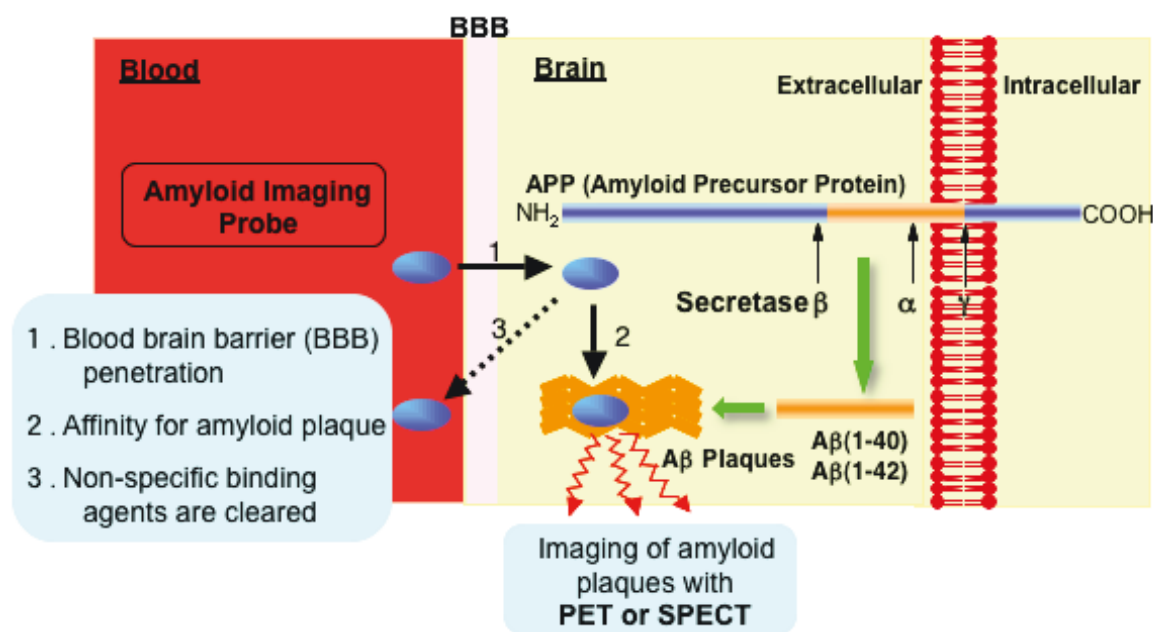 BBB
Blood
Brain
Extracellular
Intracellular
Amyloid Imaging
Probe
APP (Amyloid Precursor Protein)
NH2
COOH
1
Secretase β
α
γ
3
2
1 . Blood brain barrier (BBB)
penetration
2 . Affinity for amyloid plaque
3 . Non-specific binding
agents are cleared
Aβ Plaques
Aβ(1-40)
Aβ(1-42)
Imaging of amyloid
plaques with
PET or SPECT